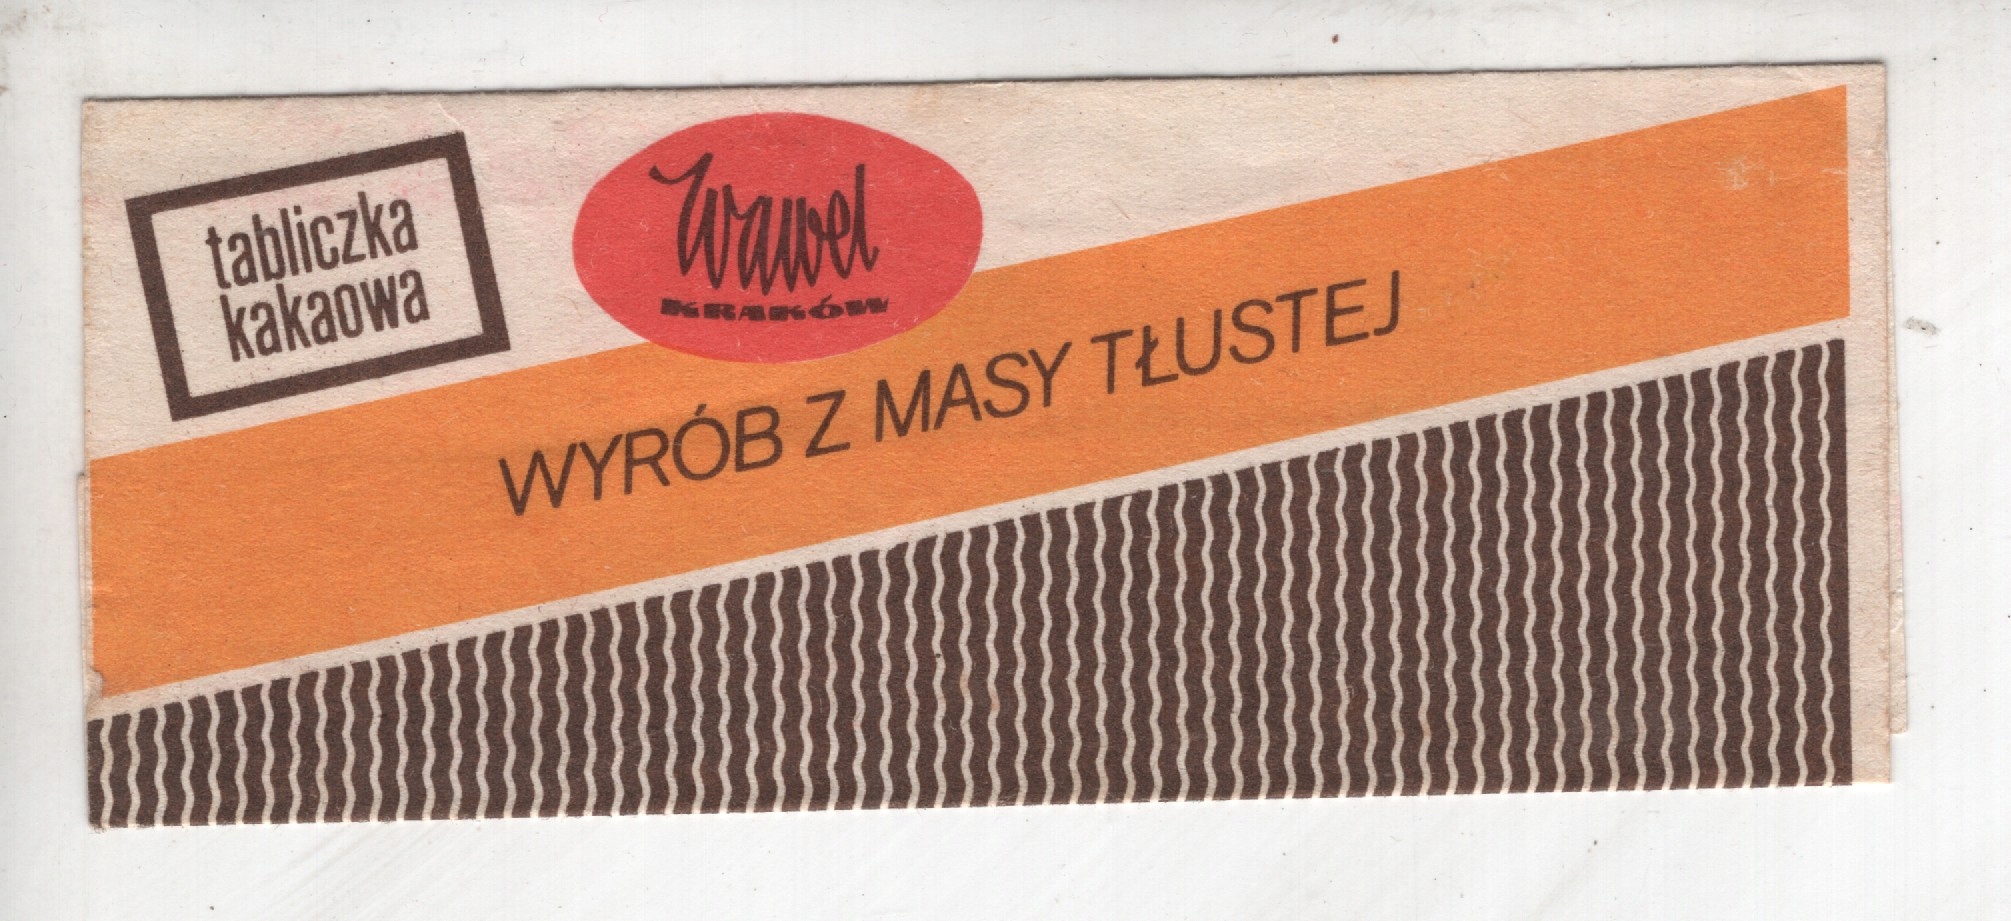 tabliczka
kakaowa
Wawel
KRAKÓW
WYRÓB Z MASY TŁUSTEJ